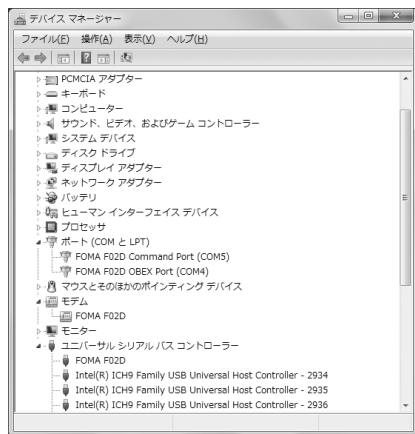 デバイス マネージャー
ファイル(F) 操作(A) 表示(V) ヘルプ(H)
PCMCIA アダプター
キーボード
コンピューター
サウンド、ビデオ、およびゲーム コントローラー
システム デバイス
ディスク ドライブ
ディスプレイ アダプター
ネットワーク アダプター
バッテリ
ヒューマン インターフェイス デバイス
プロセッサ
ポート (COM と LPT)
FOMA F02D Command Port (COM5)
FOMA F02D OBEX Port (COM4)
マウスとそのほかのポインティング デバイス
モデム
FOMA F02D
モニター
ユニバーサル シリアル バス コントローラー
FOMA F02D
Intel(R) ICH9 Family USB Universal Host Controller - 2934
Intel(R) ICH9 Family USB Universal Host Controller - 2935
Intel(R) ICH9 Family USB Universal Host Controller - 2936